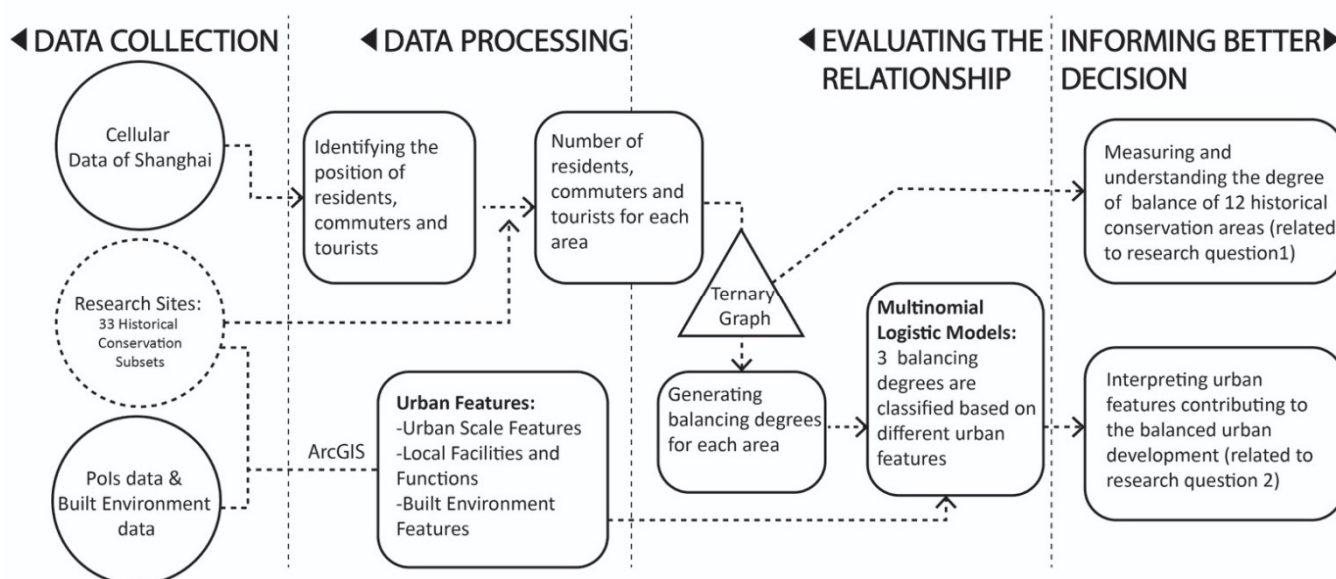 DATA COLLECTION
DATA PROCESSING
EVALUATING THE
RELATIONSHIP
INFORMING BETTER
DECISION
Cellular
Data of Shanghai
Research Sites:
33 Historical
Conservation
Subsets
PoIs data &
Built Environment
data
ArcGIS
Identifying the
position of
residents,
commuters and
tourists
Number of
residents,
commuters and
tourists for each
area
Urban Features:
-Urban Scale Features
-Local Facilities and
Functions
-Built Environment
Features
Ternary
Graph
Generating
balancing degrees
for each area
Multinomial
Logistic Models:
3 balancing
degrees are
classified based on
different urban
features
Measuring and
understanding the
degree of balance of 12 historical
conservation areas (related
to research question1)
Interpreting urban
features contributing to
the balanced urban
development (related to
research question 2)